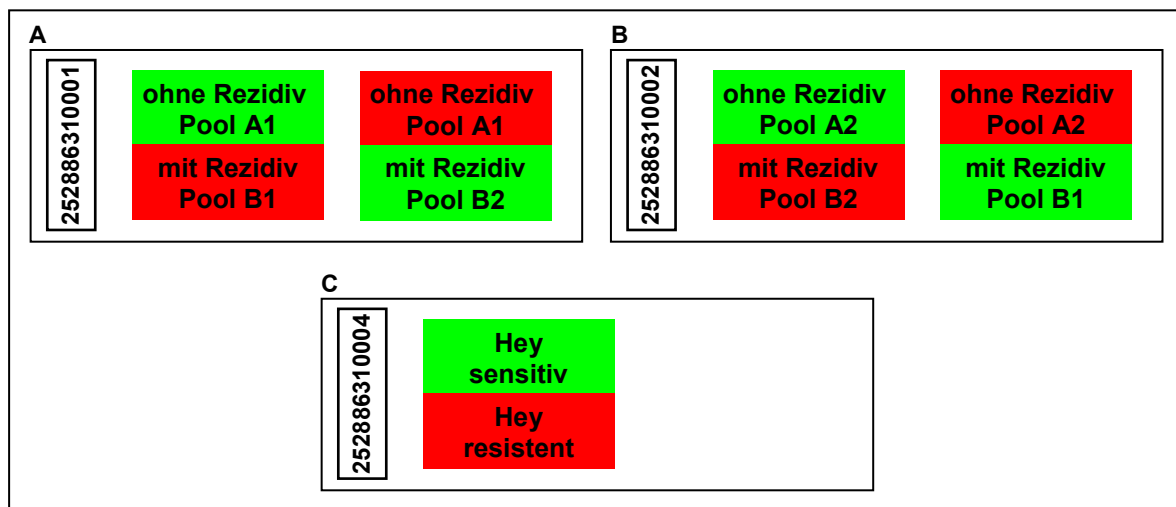 A
252886310001
ohne Rezidiv
Pool A1
mit Rezidiv
Pool B1
ohne Rezidiv
Pool A1
mit Rezidiv
Pool B2
B
252886310002
ohne Rezidiv
Pool A2
mit Rezidiv
Pool B2
ohne Rezidiv
Pool A2
mit Rezidiv
Pool B1
C
252886310004
Hey
sensitiv
Hey
resistent